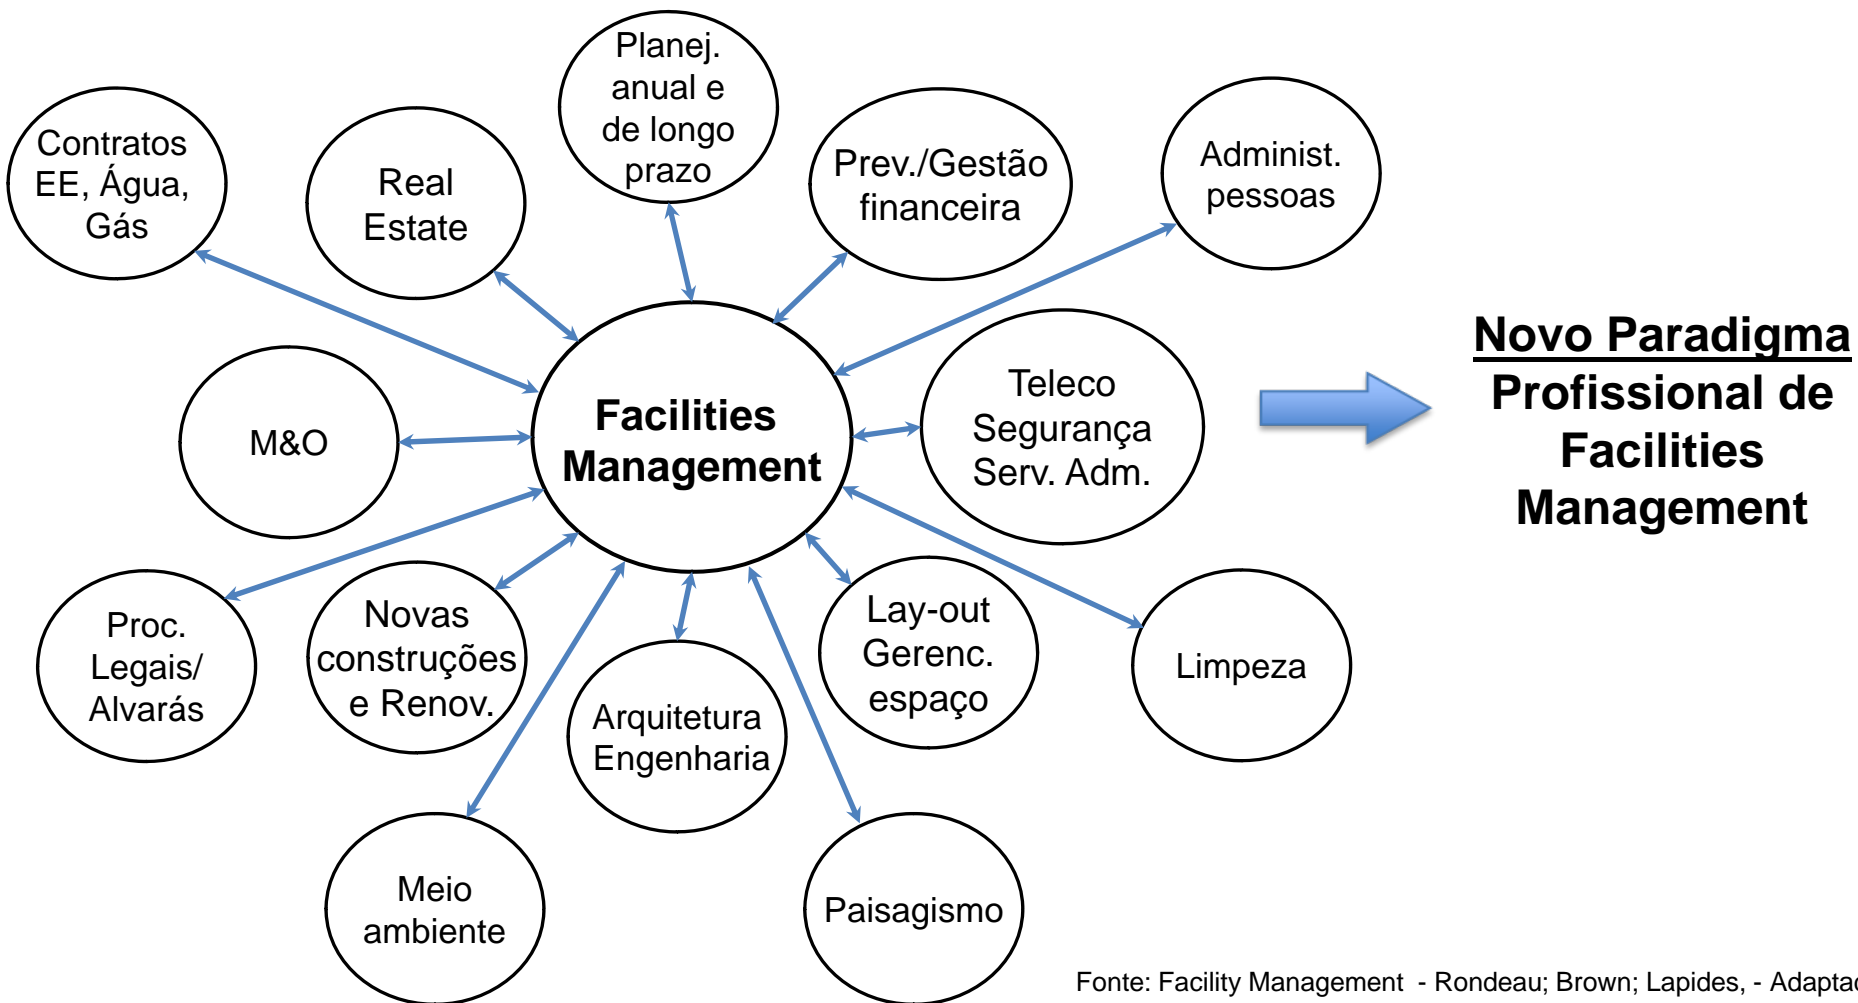 Planej.
anual e
de longo
prazo
Contratos
EE, Água,
Gás
Real
Estate
Prev./Gestão
financeira
Administ.
pessoas
M&O
Facilities
Management
Teleco
Segurança
Serv. Adm.
Novo Paradigma
Profissional de
Facilities
Management
Proc.
Legais/
Alvarás
Novas
construções
e Renov.
Arquitetura
Engenharia
Lay-out
Gerenc.
espaço
Limpeza
Meio
ambiente
Paisagismo
Fonte: Facility Management - Rondeau; Brown; Lapides, -